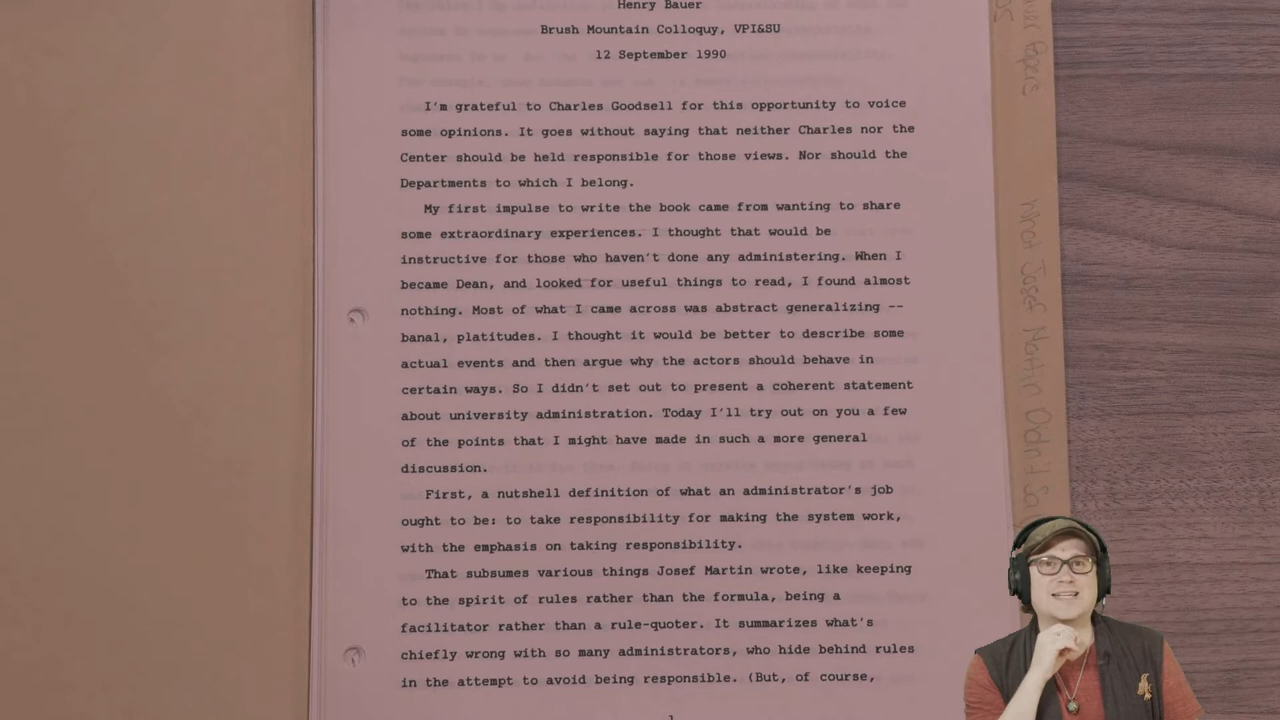 Henry Bauer
Brush Mountain Colloquy, VPI&SU
12 September 1990
I'm grateful to Charles Goodsell for this opportunity to voice
some opinions. It goes without saying that neither Charles nor the
Center should be held responsible for those views. Nor should the
Departments to which I belong.
My first impulse to write the book came from wanting to share
some extraordinary experiences. I thought that would be
instructive for those who haven't done any administering. When I
became Dean, and looked for useful things to read, I found almost
nothing. Most of what I came across was abstract generalizing --
banal, platitudes. I thought it would be better to describe some
actual events and then argue why the actors should behave in
certain ways. So I didn't set out to present a coherent statement
about university administration. Today I'll try out on you a few
of the points that I might have made in such a more general
discussion.
First, a nutshell definition of what an administrator's job
ought to be: to take responsibility for making the system work,
with the emphasis on taking responsibility.
That subsumes various things Josef Martin wrote, like keeping
to the spirit of rules rather than the formula, being a
facilitator rather than a rule-quoter. It summarizes what's
chiefly wrong with so many administrators, who hide behind rules
in the attempt to avoid being responsible. (But, of course,
What Josef Martin Didn't Say